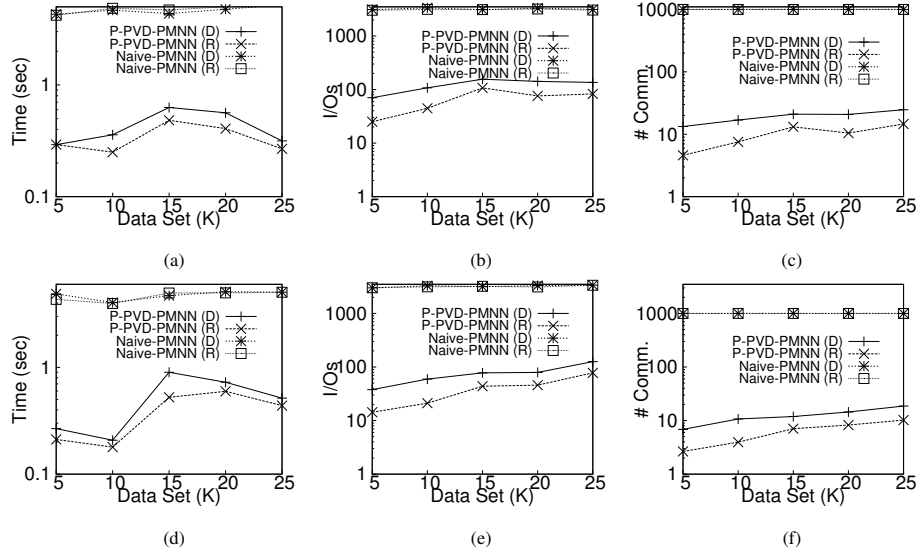 Time (sec)
1
0.1
P-PVD-PMNN (D)
P-PVD-PMNN (R)
Naive-PMNN (D)
Naive-PMNN (R)
5 10 15 20 25
Data Set (K)
(a)
I/Os
1000
100
10
1
P-PVD-PMNN (D)
P-PVD-PMNN (R)
Naive-PMNN (D)
Naive-PMNN (R)
5 10 15 20 25
Data Set (K)
(b)
# Comm.
1000
100
10
1
P-PVD-PMNN (D)
P-PVD-PMNN (R)
Naive-PMNN (D)
Naive-PMNN (R)
5 10 15 20 25
Data Set (K)
(c)
Time (sec)
1
0.1
P-PVD-PMNN (D)
P-PVD-PMNN (R)
Naive-PMNN (D)
Naive-PMNN (R)
5 10 15 20 25
Data Set (K)
(d)
I/Os
1000
100
10
1
P-PVD-PMNN (D)
P-PVD-PMNN (R)
Naive-PMNN (D)
Naive-PMNN (R)
5 10 15 20 25
Data Set (K)
(e)
# Comm.
1000
100
10
1
P-PVD-PMNN (D)
P-PVD-PMNN (R)
Naive-PMNN (D)
Naive-PMNN (R)
5 10 15 20 25
Data Set (K)
(f)